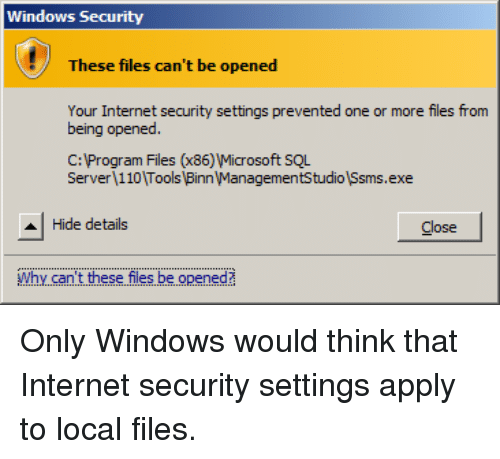 Windows Security
These files can't be opened
Your Internet security settings prevented one or more files from
being opened.
C:\Program Files (x86)\Microsoft SQL
Server\110\Tools\Binn\ManagementStudio\Ssms.exe
Hide details
Close
Why can't these files be opened?
Only Windows would think that
Internet security settings apply
to local files.